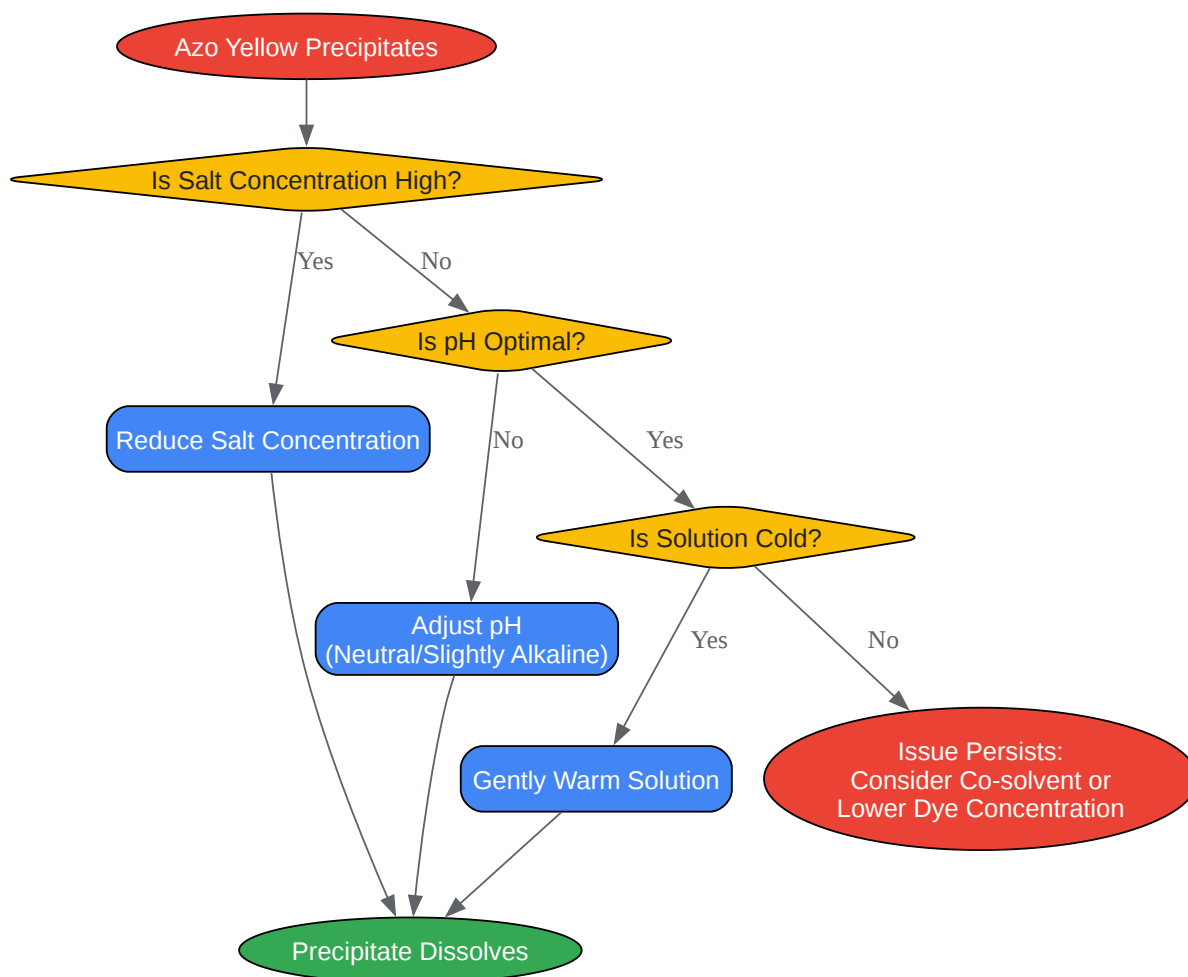 Azo Yellow Precipitates
Is Salt Concentration High?
Yes
No
Is pH Optimal?
Reduce Salt Concentration
No
Yes
Is Solution Cold?
Adjust pH
(Neutral/Slightly Alkaline)
Yes
No
Gently Warm Solution
Issue Persists:
Consider Co-solvent or
Lower Dye Concentration
Precipitate Dissolves